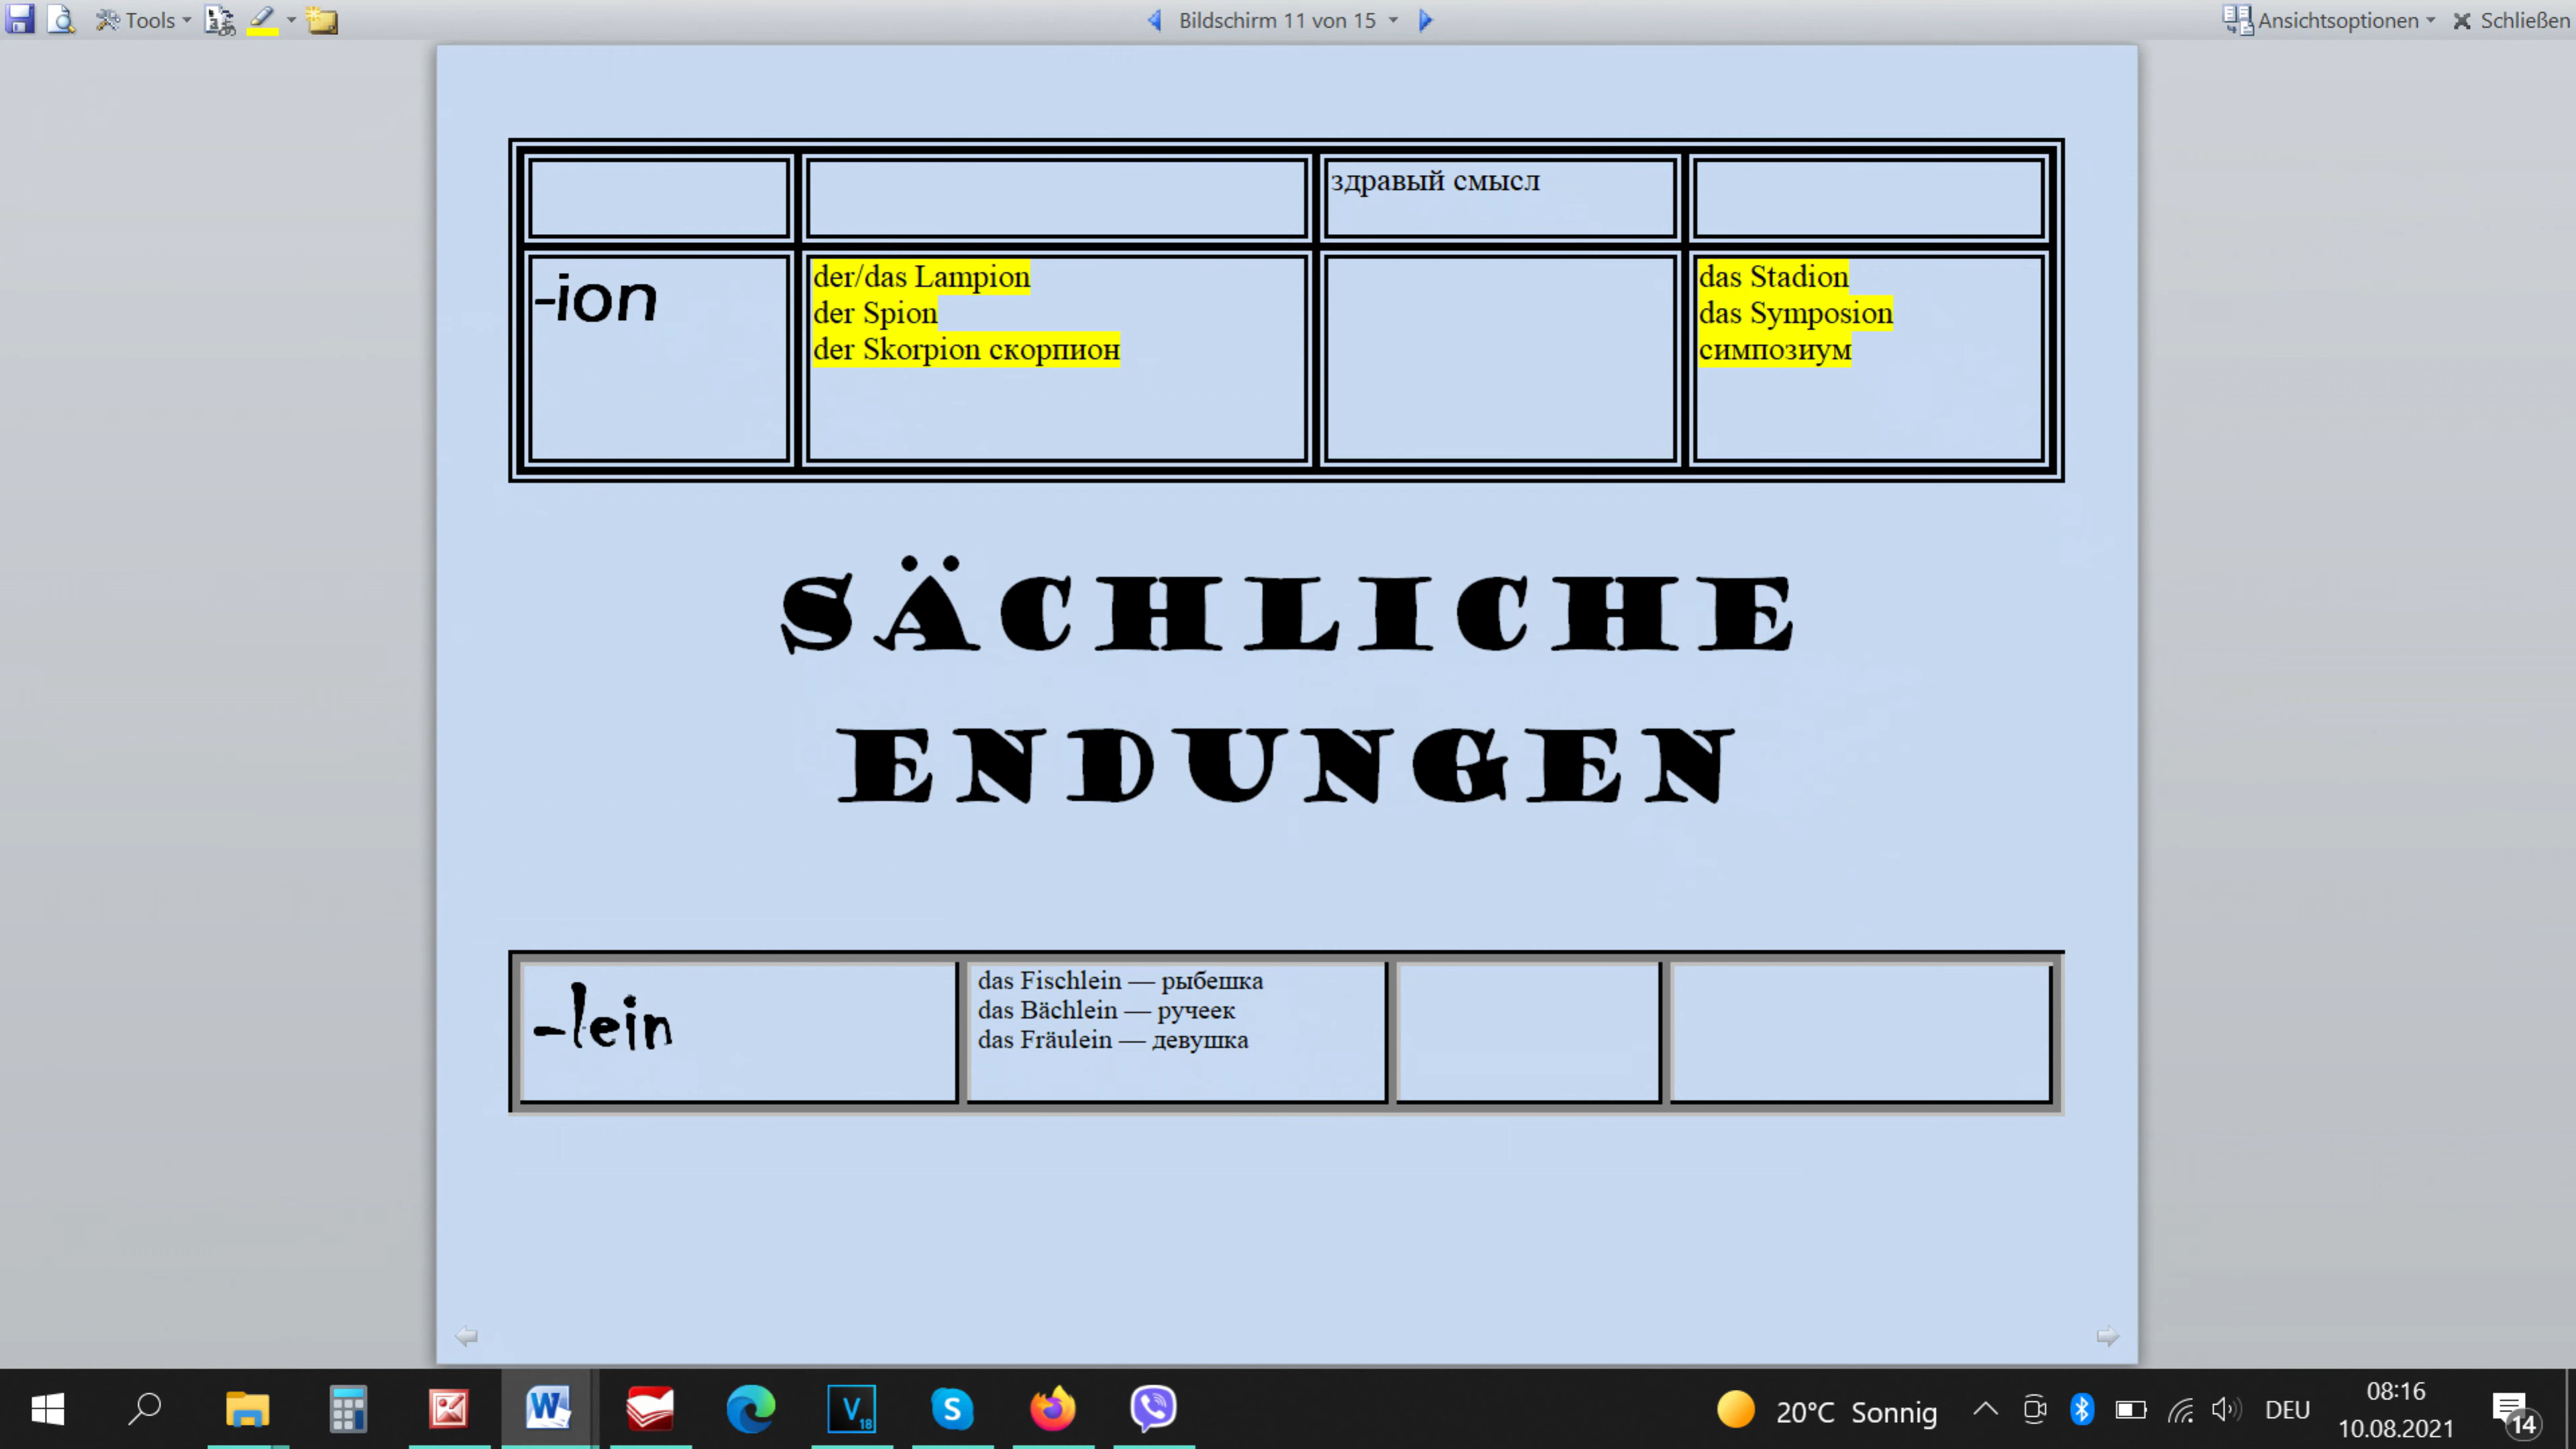 Tools
Bildschirm 11 von 15
Ansichtsoptionen
Schließen
здравый смысл
-ion
der/das Lampion
der Spion
der Skorpion скорпион
das Stadion
das Symposion
симпозиум
SÄCHLICHE
ENDUNGEN
-lein
das Fischlein — рыбешка
das Bächlein — ручеек
das Fräulein — девушка
W
V
18
S
20°C Sonnig
DEU
08:16
10.08.2021
14